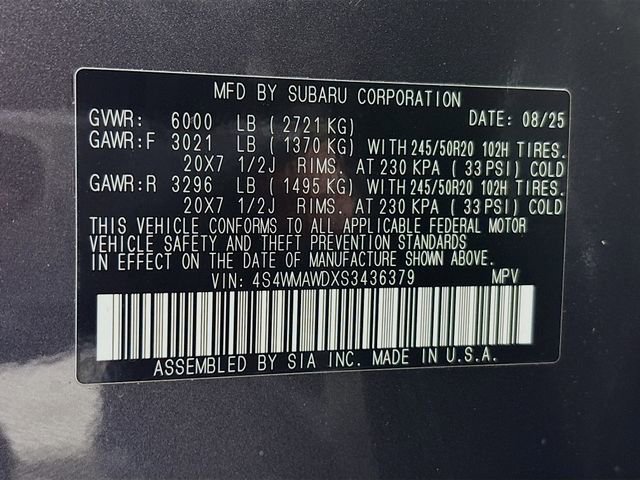 MFD BY SUBARU CORPORATION
GVWR: 6000 LB (2721 KG) DATE: 08/25
GAWR:F 3021 LB (1370 KG) WITH 245/50R20 102H TIRES.
20X7 1/2J RIMS. AT 230 KPA (33 PSI) COLD
GAWR:R 3296 LB (1495 KG) WITH 245/50R20 102H TIRES.
20X7 1/2J RIMS. AT 230 KPA (33 PSI) COLD
THIS VEHICLE CONFORMS TO ALL APPLICABLE FEDERAL MOTOR
VEHICLE SAFETY AND THEFT PREVENTION STANDARDS
IN EFFECT ON THE DATE OF MANUFACTURE SHOWN ABOVE.
VIN: 4S4WMAWDXS3436379 MPV
ASSEMBLED BY SIA INC. MADE IN U.S.A.